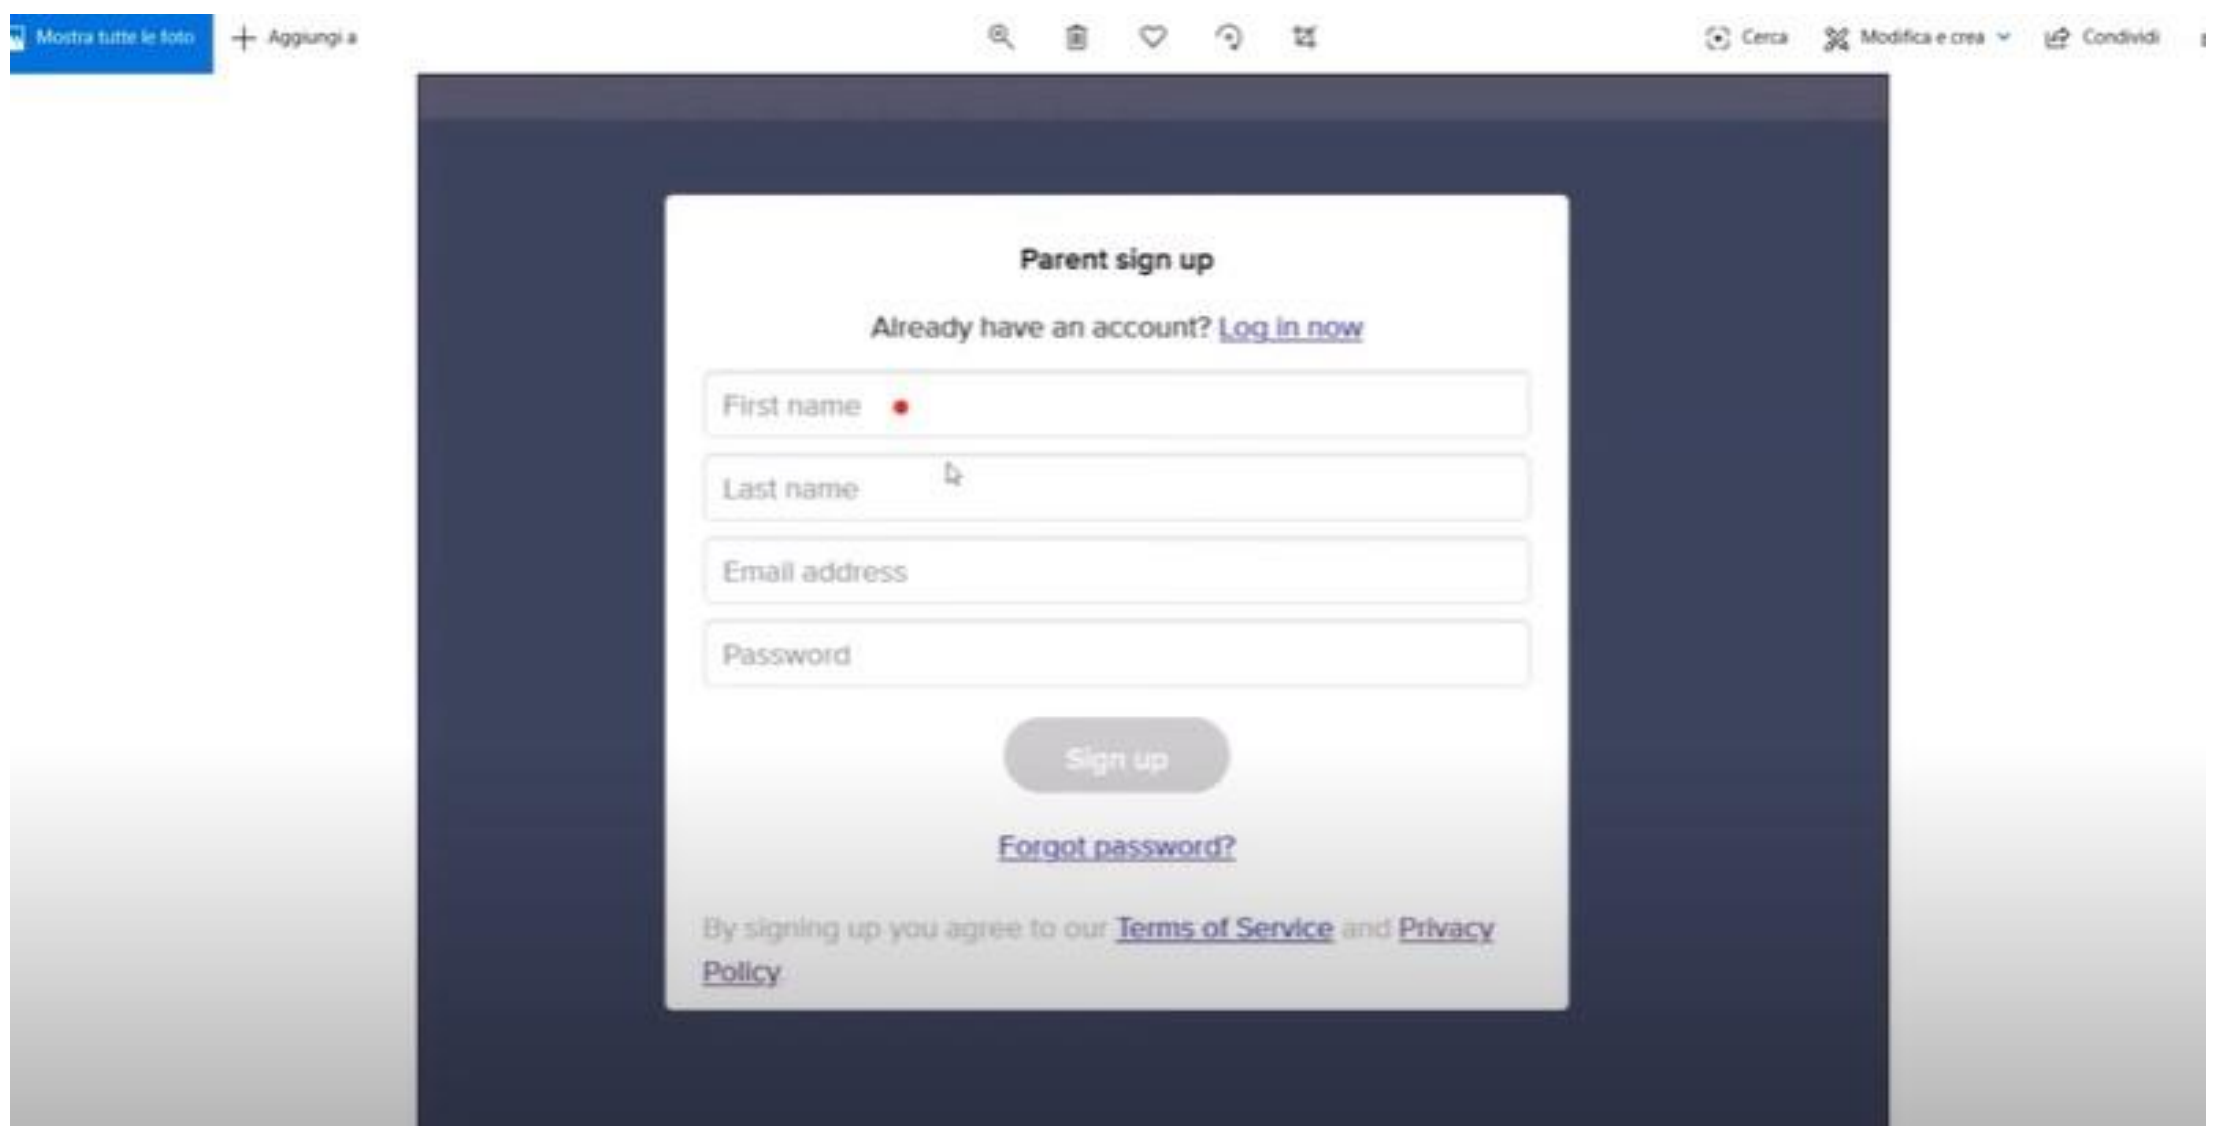 Mostra tutte le foto
Aggiungi a
Cerca
Modifica e crea
Condividi
Parent sign up
Already have an account? Log in now
First name
Last name
Email address
Password
Sign up
Forgot password?
By signing up you agree to our Terms of Service and Privacy
Policy